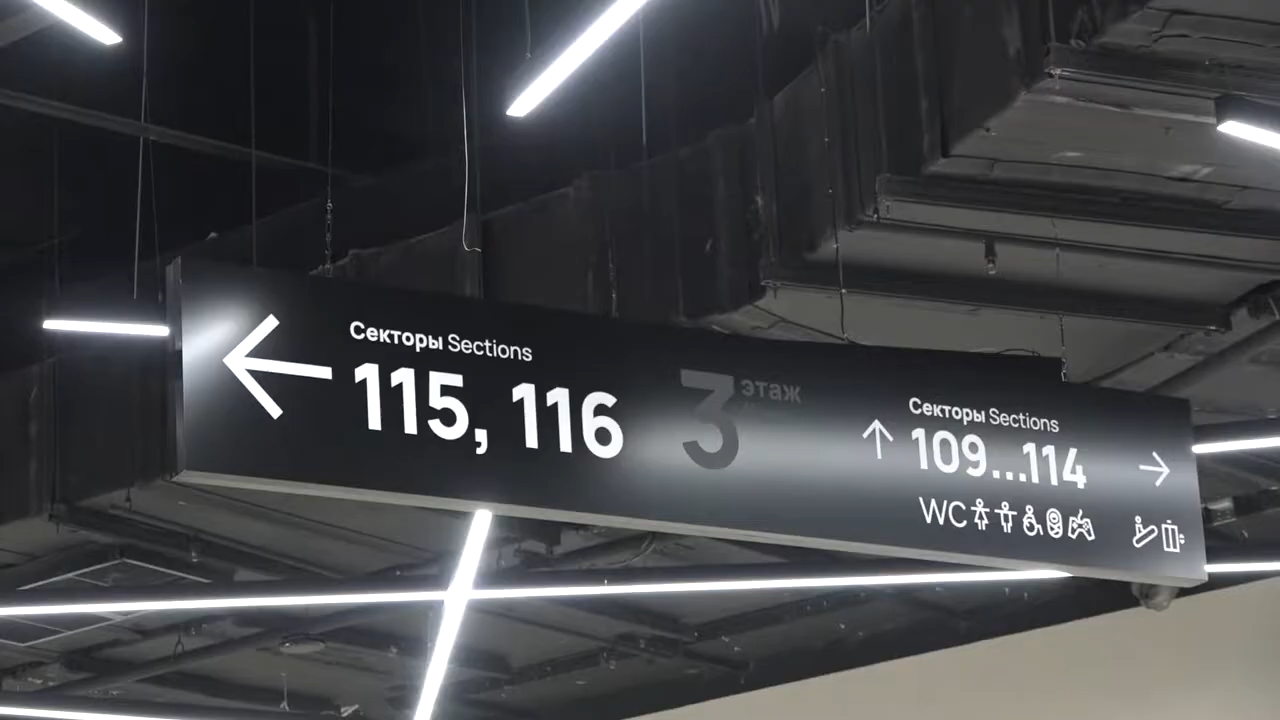 Секторы Sections
115, 116
3 этаж
Секторы Sections
109...114
WC